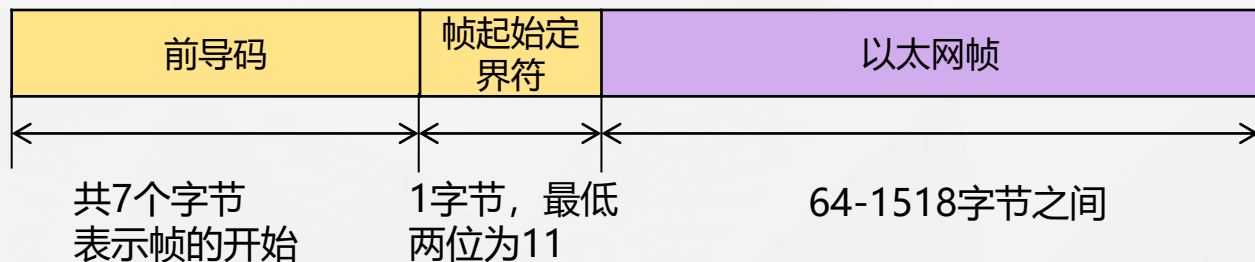 前导码
帧起始定
界符
以太网帧
共7个字节
表示帧的开始
1字节，最低
两位为11
64-1518字节之间